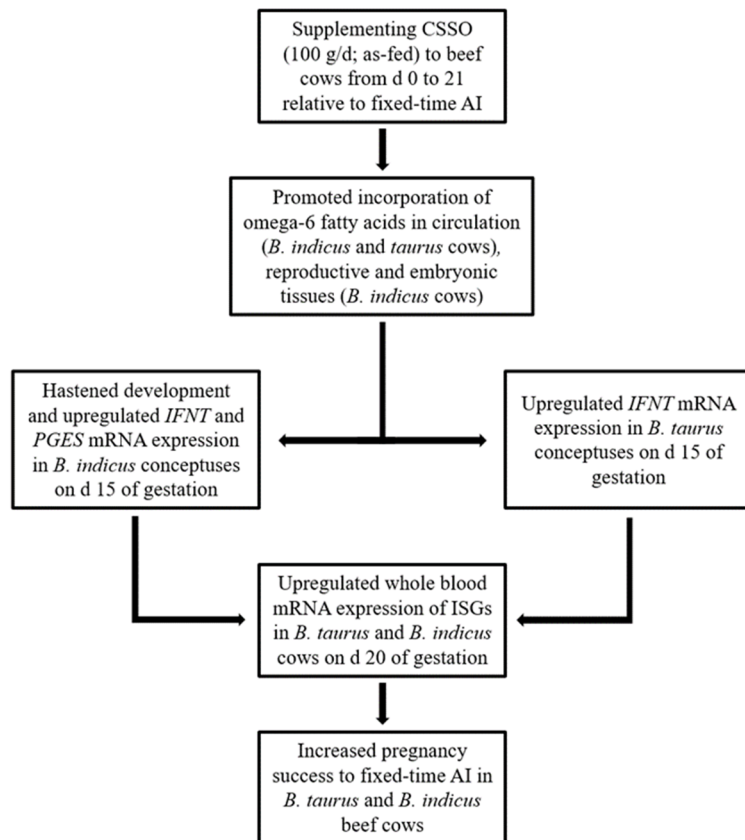 Supplementing CSSO
(100 g/d; as-fed) to beef
cows from d 0 to 21
relative to fixed-time AI
Promoted incorporation of
omega-6 fatty acids in circulation
(B. indicus and taurus cows),
reproductive and embryonic
tissues (B. indicus cows)
Hastened development
and upregulated IFNT and
PGES mRNA expression
in B. indicus conceptuses
on d 15 of gestation
Upregulated IFNT mRNA
expression in B. taurus
conceptuses on d 15 of
gestation
Upregulated whole blood
mRNA expression of ISGs
in B. taurus and B. indicus
cows on d 20 of gestation
Increased pregnancy
success to fixed-time AI in
B. taurus and B. indicus
beef cows